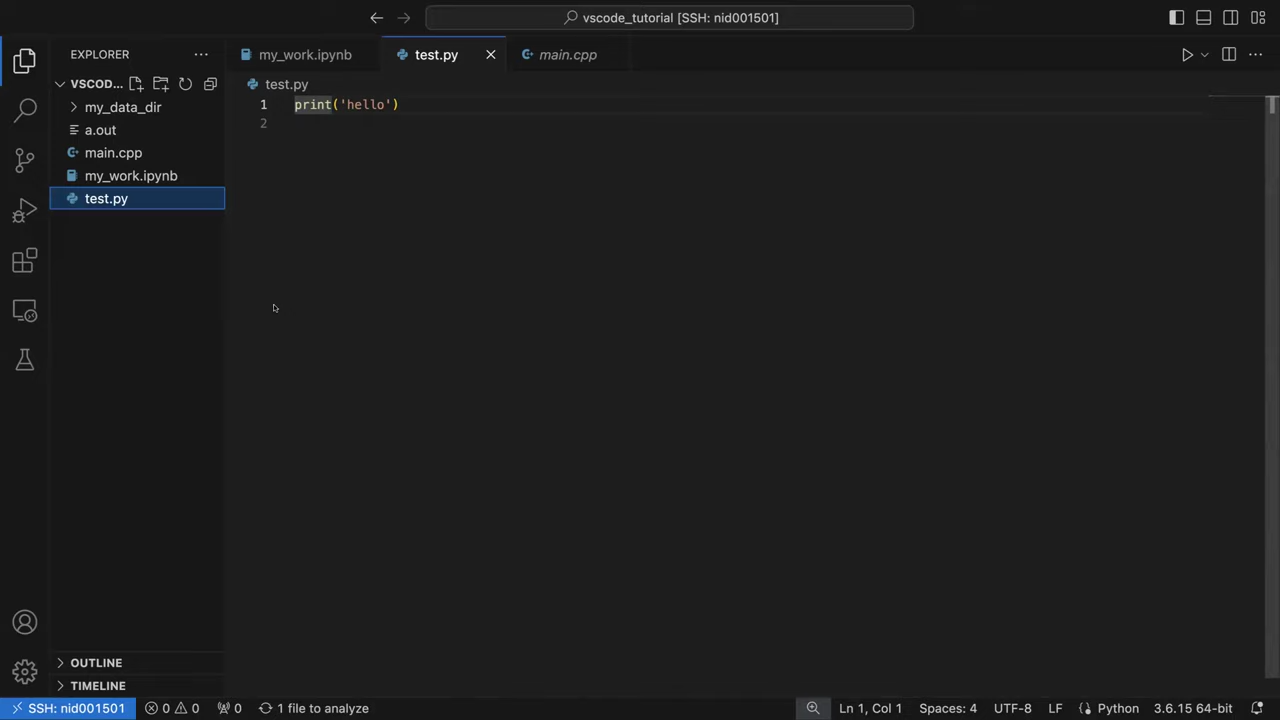 vscode_tutorial [SSH: nid001501]
EXPLORER
my_work.ipynb
test.py
main.cpp
VSCOD...
test.py
my_data_dir
1 print('hello')
a.out
2
main.cpp
my_work.ipynb
test.py
OUTLINE
TIMELINE
SSH: nid001501 0 0 0 1 file to analyze Ln 1, Col 1 Spaces: 4 UTF-8 LF Python 3.6.15 64-bit